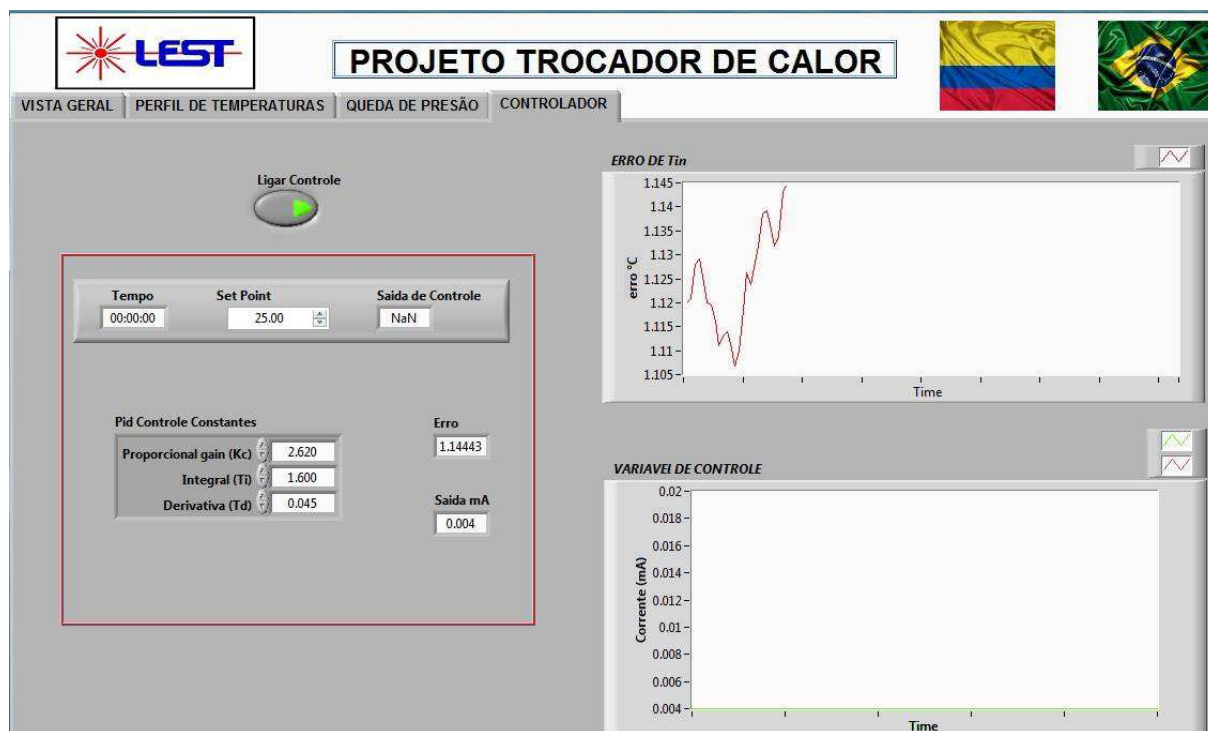 LEST
PROJETO TROCADOR DE CALOR
VISTA GERAL
PERFIL DE TEMPERATURAS
QUEDA DE PRESÃO
CONTROLADOR
Ligar Controle
Tempo
Set Point
Saida de Controle
00:00:00
25.00
NaN
Pid Controle Constantes
Proporcional gain (Kc)
2.620
Integral (Ti)
1.600
Derivativa (Td)
0.045
Erro
1.14443
Saida mA
0.004
ERRO DE Tin
erro °C
1.145
1.14
1.135
1.13
1.125
1.12
1.115
1.11
1.105
Time
VARIAVEI DE CONTROLE
Corrente (mA)
0.02
0.018
0.016
0.014
0.012
0.01
0.008
0.006
0.004
Time